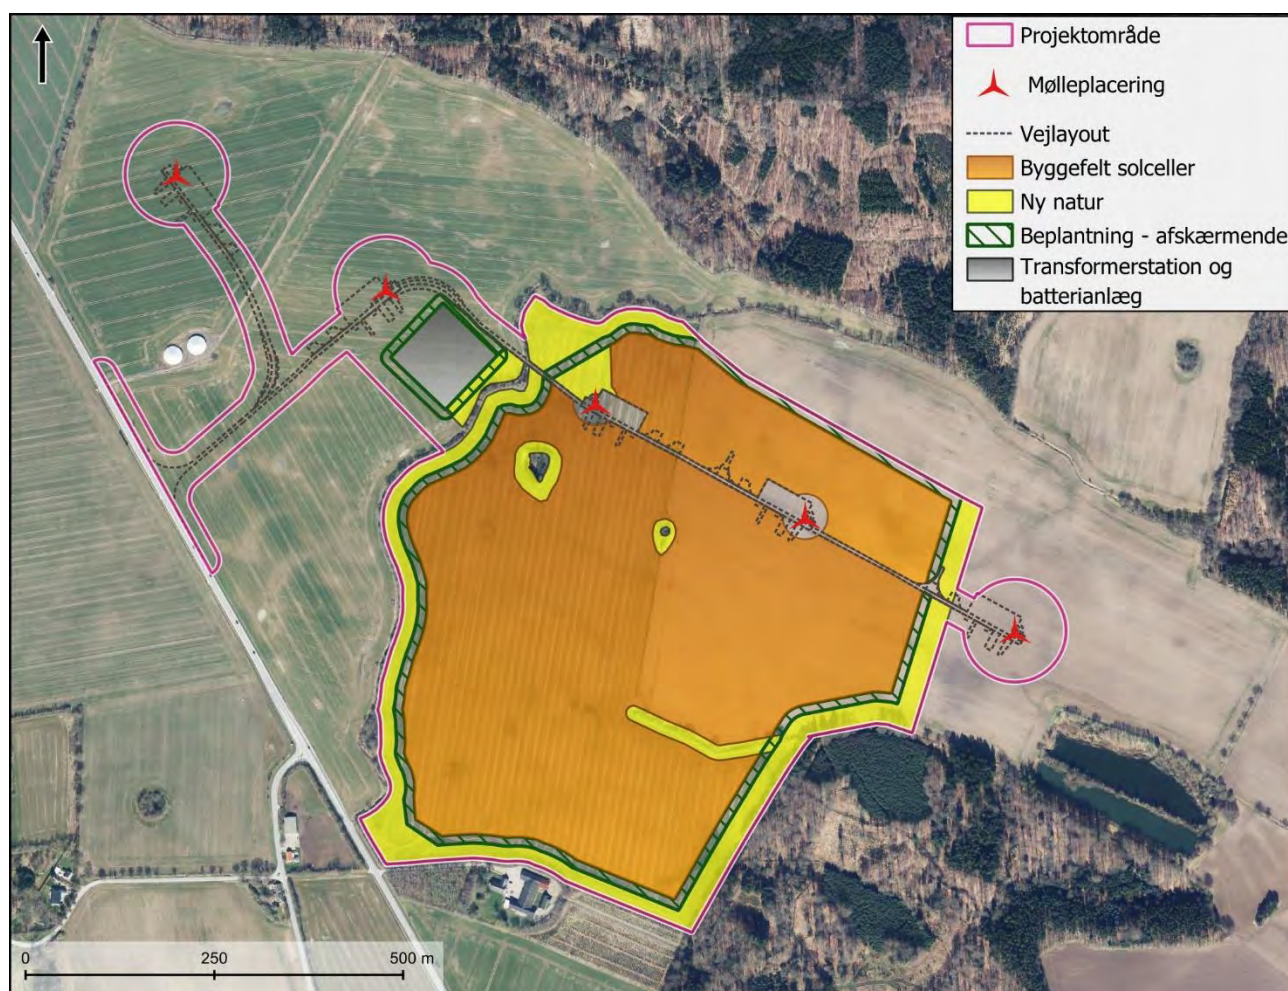 Projektområde
Mølleplacering
Vejlayout
Byggefelt solceller
Ny natur
Beplantning - afskærmende
Transformerstation og
batterianlæg
0 250 500 m